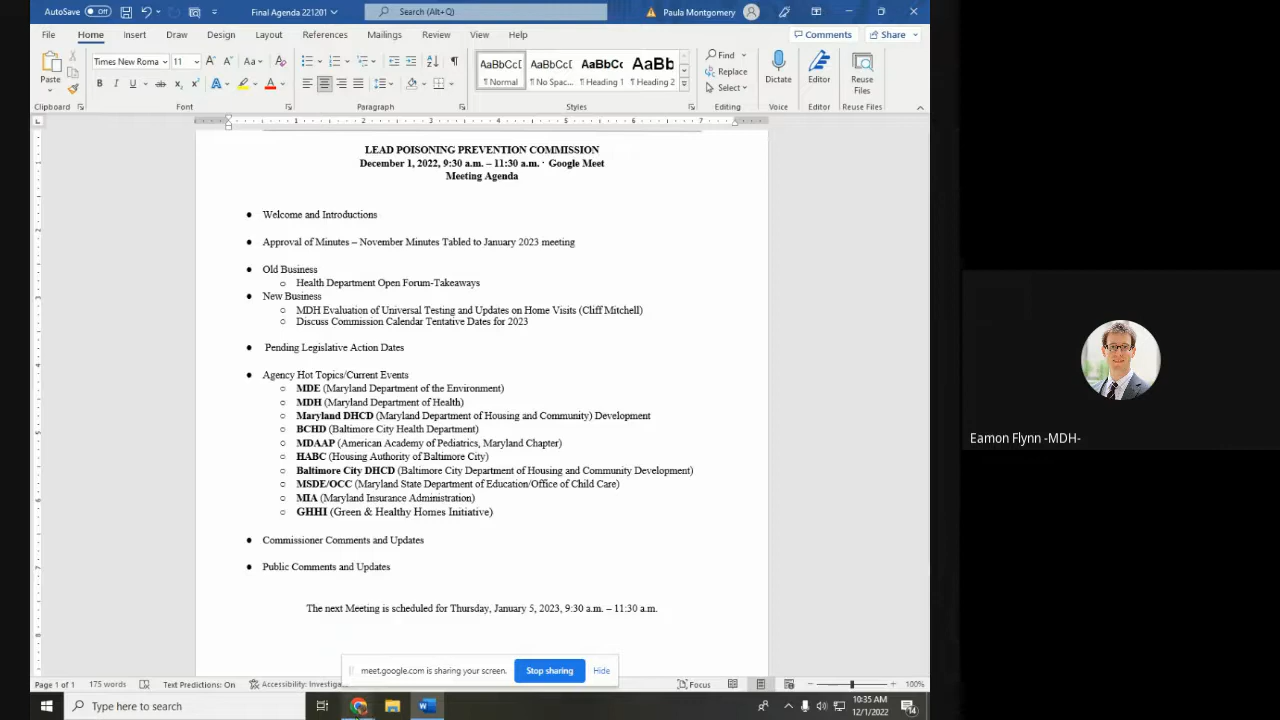 AutoSave Off Final Agenda 221201 Search (Alt+Q) Paula Montgomery
File Home Insert Draw Design Layout References Mailings Review View Help Comments Share
Paste Times New Roma 11 Aa AaBbCcD AaBbCcD AaBbCc AaBb Find Replace Select Dictate Editor Reuse Files
¶ Normal ¶ No Spac... ¶ Heading 1 ¶ Heading 2
Clipboard Font Paragraph Styles Editing Voice Editor Reuse Files
LEAD POISONING PREVENTION COMMISSION
December 1, 2022, 9:30 a.m. – 11:30 a.m. · Google Meet
Meeting Agenda
● Welcome and Introductions
● Approval of Minutes – November Minutes Tabled to January 2023 meeting
● Old Business
○ Health Department Open Forum-Takeaways
● New Business
○ MDH Evaluation of Universal Testing and Updates on Home Visits (Cliff Mitchell)
○ Discuss Commission Calendar Tentative Dates for 2023
● Pending Legislative Action Dates
● Agency Hot Topics/Current Events
○ MDE (Maryland Department of the Environment)
○ MDH (Maryland Department of Health)
○ Maryland DHCD (Maryland Department of Housing and Community) Development
○ BCHD (Baltimore City Health Department)
○ MDAAP (American Academy of Pediatrics, Maryland Chapter)
○ HABC (Housing Authority of Baltimore City)
○ Baltimore City DHCD (Baltimore City Department of Housing and Community Development)
○ MSDE/OCC (Maryland State Department of Education/Office of Child Care)
○ MIA (Maryland Insurance Administration)
○ GHHI (Green & Healthy Homes Initiative)
● Commissioner Comments and Updates
● Public Comments and Updates
The next Meeting is scheduled for Thursday, January 5, 2023, 9:30 a.m. – 11:30 a.m.
Eamon Flynn -MDH-
meet.google.com is sharing your screen. Stop sharing Hide
Page 1 of 1 175 words Text Predictions: On Accessibility: Investiga Focus 100%
Type here to search 10:35 AM
12/1/2022